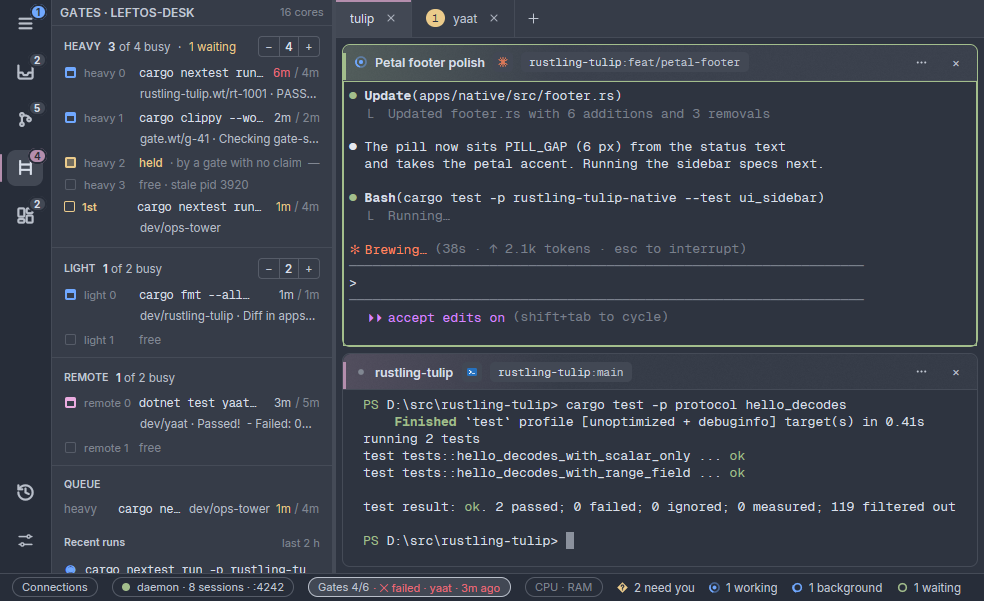 1
GATES · LEFTOS-DESK
16 cores
HEAVY 3 of 4 busy · 1 waiting
− 4 +
heavy 0 cargo nextest run… 6m / 4m
rustling-tulip.wt/rt-1001 · PASS…
heavy 1 cargo clippy --wo… 2m / 2m
gate.wt/g-41 · Checking gate-s…
heavy 2 held · by a gate with no claim —
heavy 3 free · stale pid 3920
1st cargo nextest run… 1m / 4m
dev/ops-tower
LIGHT 1 of 2 busy
− 2 +
light 0 cargo fmt --all… 1m / 1m
dev/rustling-tulip · Diff in apps…
light 1 free
REMOTE 1 of 2 busy
remote 0 dotnet test yaat… 3m / 5m
dev/yaat · Passed! - Failed: 0…
remote 1 free
QUEUE
heavy cargo ne… dev/ops-tower 1m / 4m
Recent runs
last 2 h
cargo nextest run -p rustling-tu
2
5
4
2
tulip ×
1 yaat ×
+
Petal footer polish
rustling-tulip:feat/petal-footer
… ×
● Update(apps/native/src/footer.rs)
L Updated footer.rs with 6 additions and 3 removals
● The pill now sits PILL_GAP (6 px) from the status text
and takes the petal accent. Running the sidebar specs next.
● Bash(cargo test -p rustling-tulip-native --test ui_sidebar)
L Running…
✻ Brewing… (38s · ↑ 2.1k tokens · esc to interrupt)
>
⏵⏵ accept edits on (shift+tab to cycle)
rustling-tulip
rustling-tulip:main
… ×
PS D:\src\rustling-tulip> cargo test -p protocol hello_decodes
Finished `test` profile [unoptimized + debuginfo] target(s) in 0.41s
running 2 tests
test tests::hello_decodes_with_scalar_only ... ok
test tests::hello_decodes_with_range_field ... ok
test result: ok. 2 passed; 0 failed; 0 ignored; 0 measured; 119 filtered out
PS D:\src\rustling-tulip>
Connections
daemon · 8 sessions · :4242
Gates 4/6 · × failed · yaat · 3m ago
CPU · RAM
? 2 need you
1 working
1 background
1 waiting